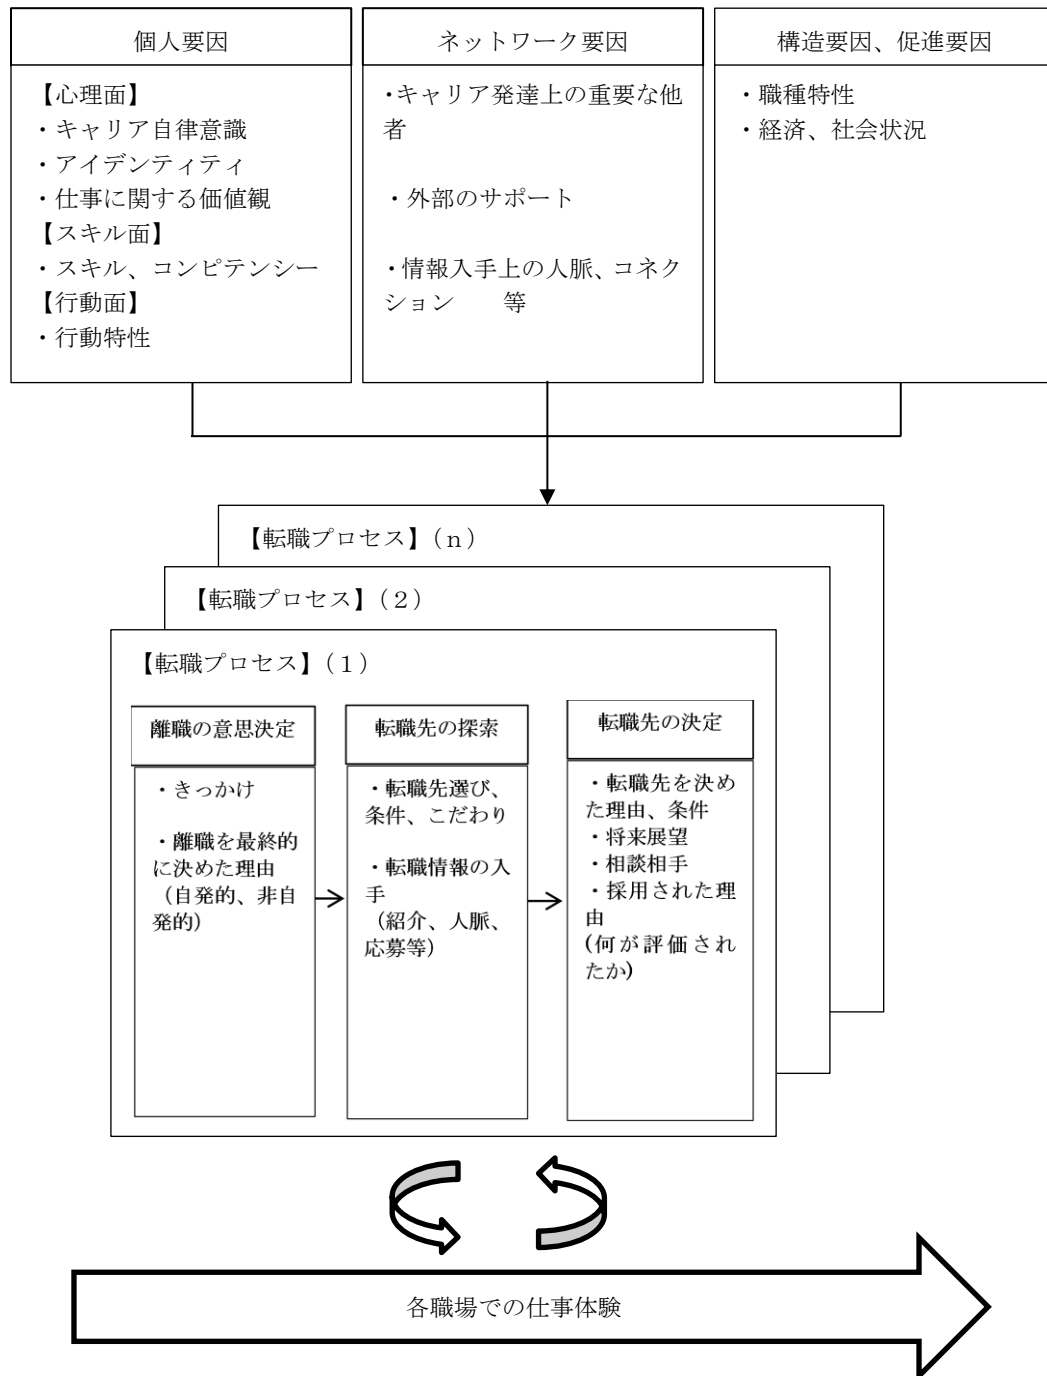 個人要因
【心理面】
・キャリア自律意識
・アイデンティティ
・仕事に関する価値観
【スキル面】
・スキル、コンピテンシー
【行動面】
・行動特性
ネットワーク要因
・キャリア発達上の重要な他
者
・外部のサポート
・情報入手上の人脈、コネク
ション　　等
構造要因、促進要因
・職種特性
・経済、社会状況
【転職プロセス】（ｎ）
【転職プロセス】（２）
【転職プロセス】（１）
離職の意思決定
・きっかけ
・離職を最終的
に決めた理由
（自発的、非自
発的）
転職先の探索
・転職先選び、
条件、こだわり
・転職情報の入
手
（紹介、人脈、
応募等）
転職先の決定
・転職先を決め
た理由、条件
・将来展望
・相談相手
・採用された理
由
(何が評価され
たか)
各職場での仕事体験